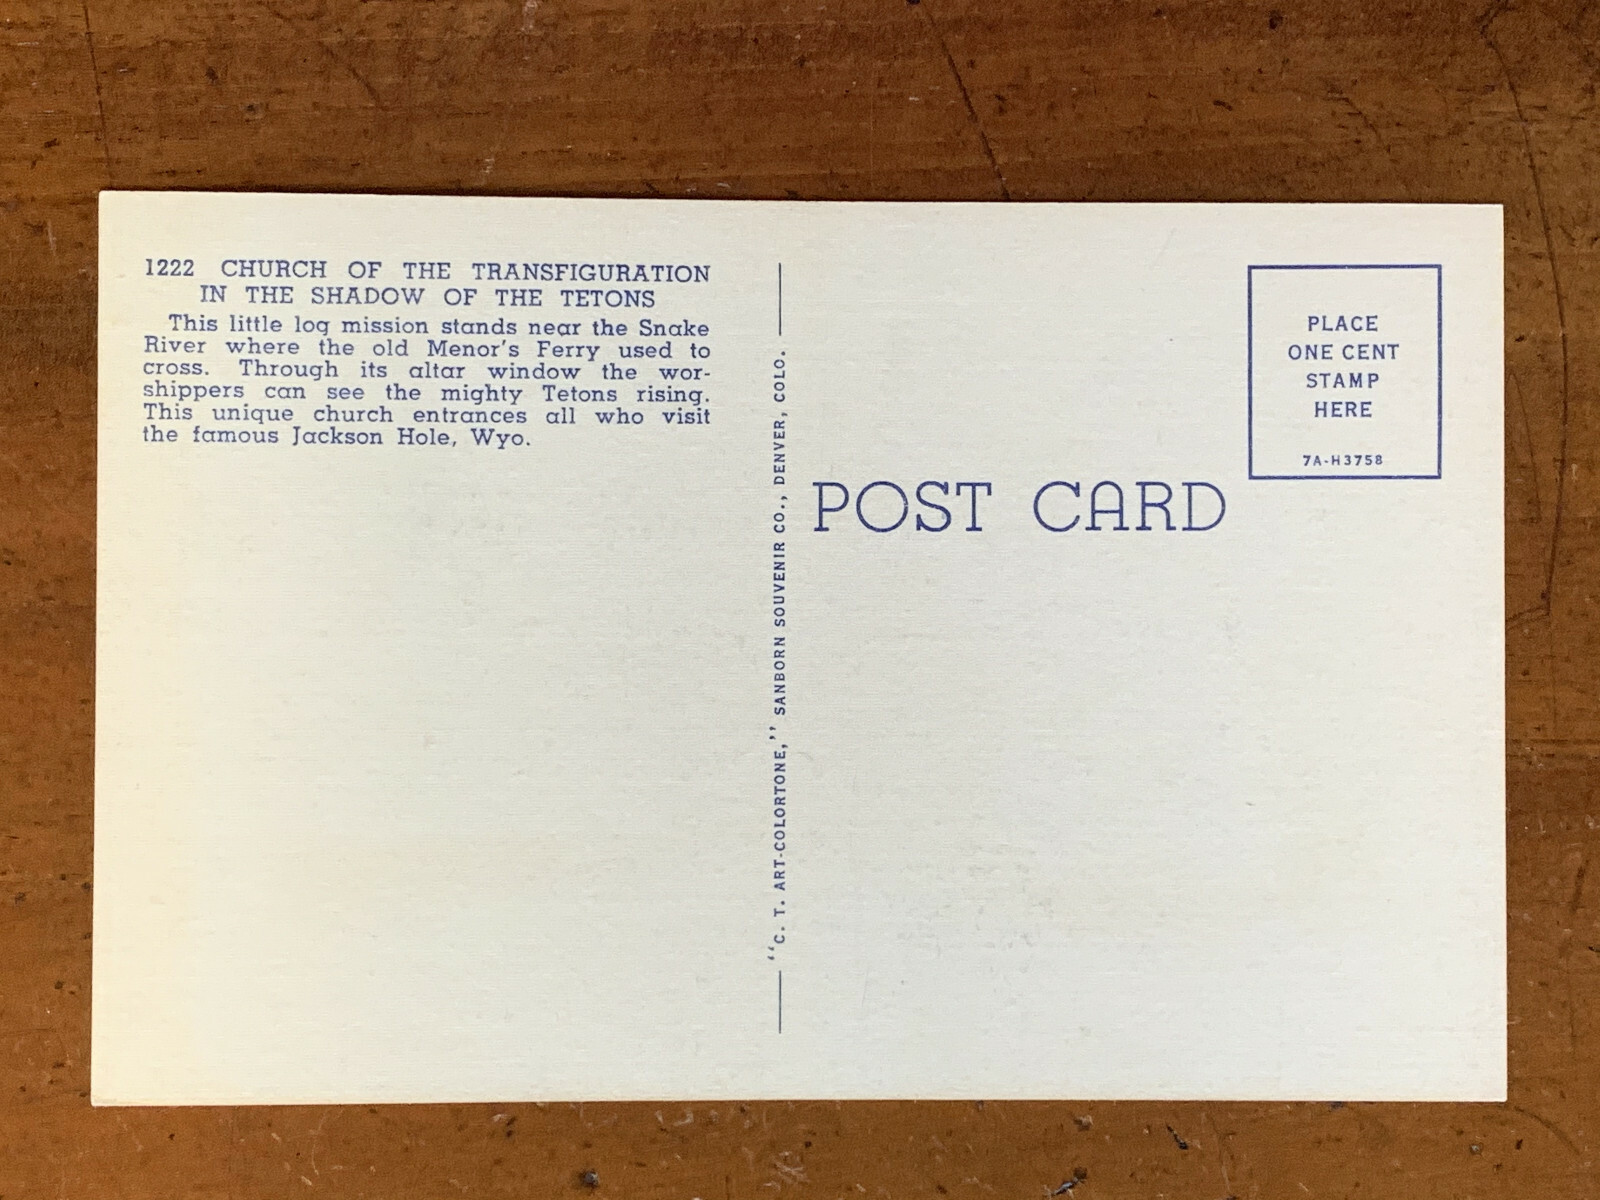 1222 CHURCH OF THE TRANSFIGURATION
IN THE SHADOW OF THE TETONS
This little log mission stands near the Snake
River where the old Menor's Ferry used to
cross. Through its altar window the wor-
shippers can see the mighty Tetons rising.
This unique church entrances all who visit
the famous Jackson Hole, Wyo.
"C. T. ART-COLORTONE," SANBORN SOUVENIR CO., DENVER, COLO.
POST CARD
PLACE
ONE CENT
STAMP
HERE
7A-H3758